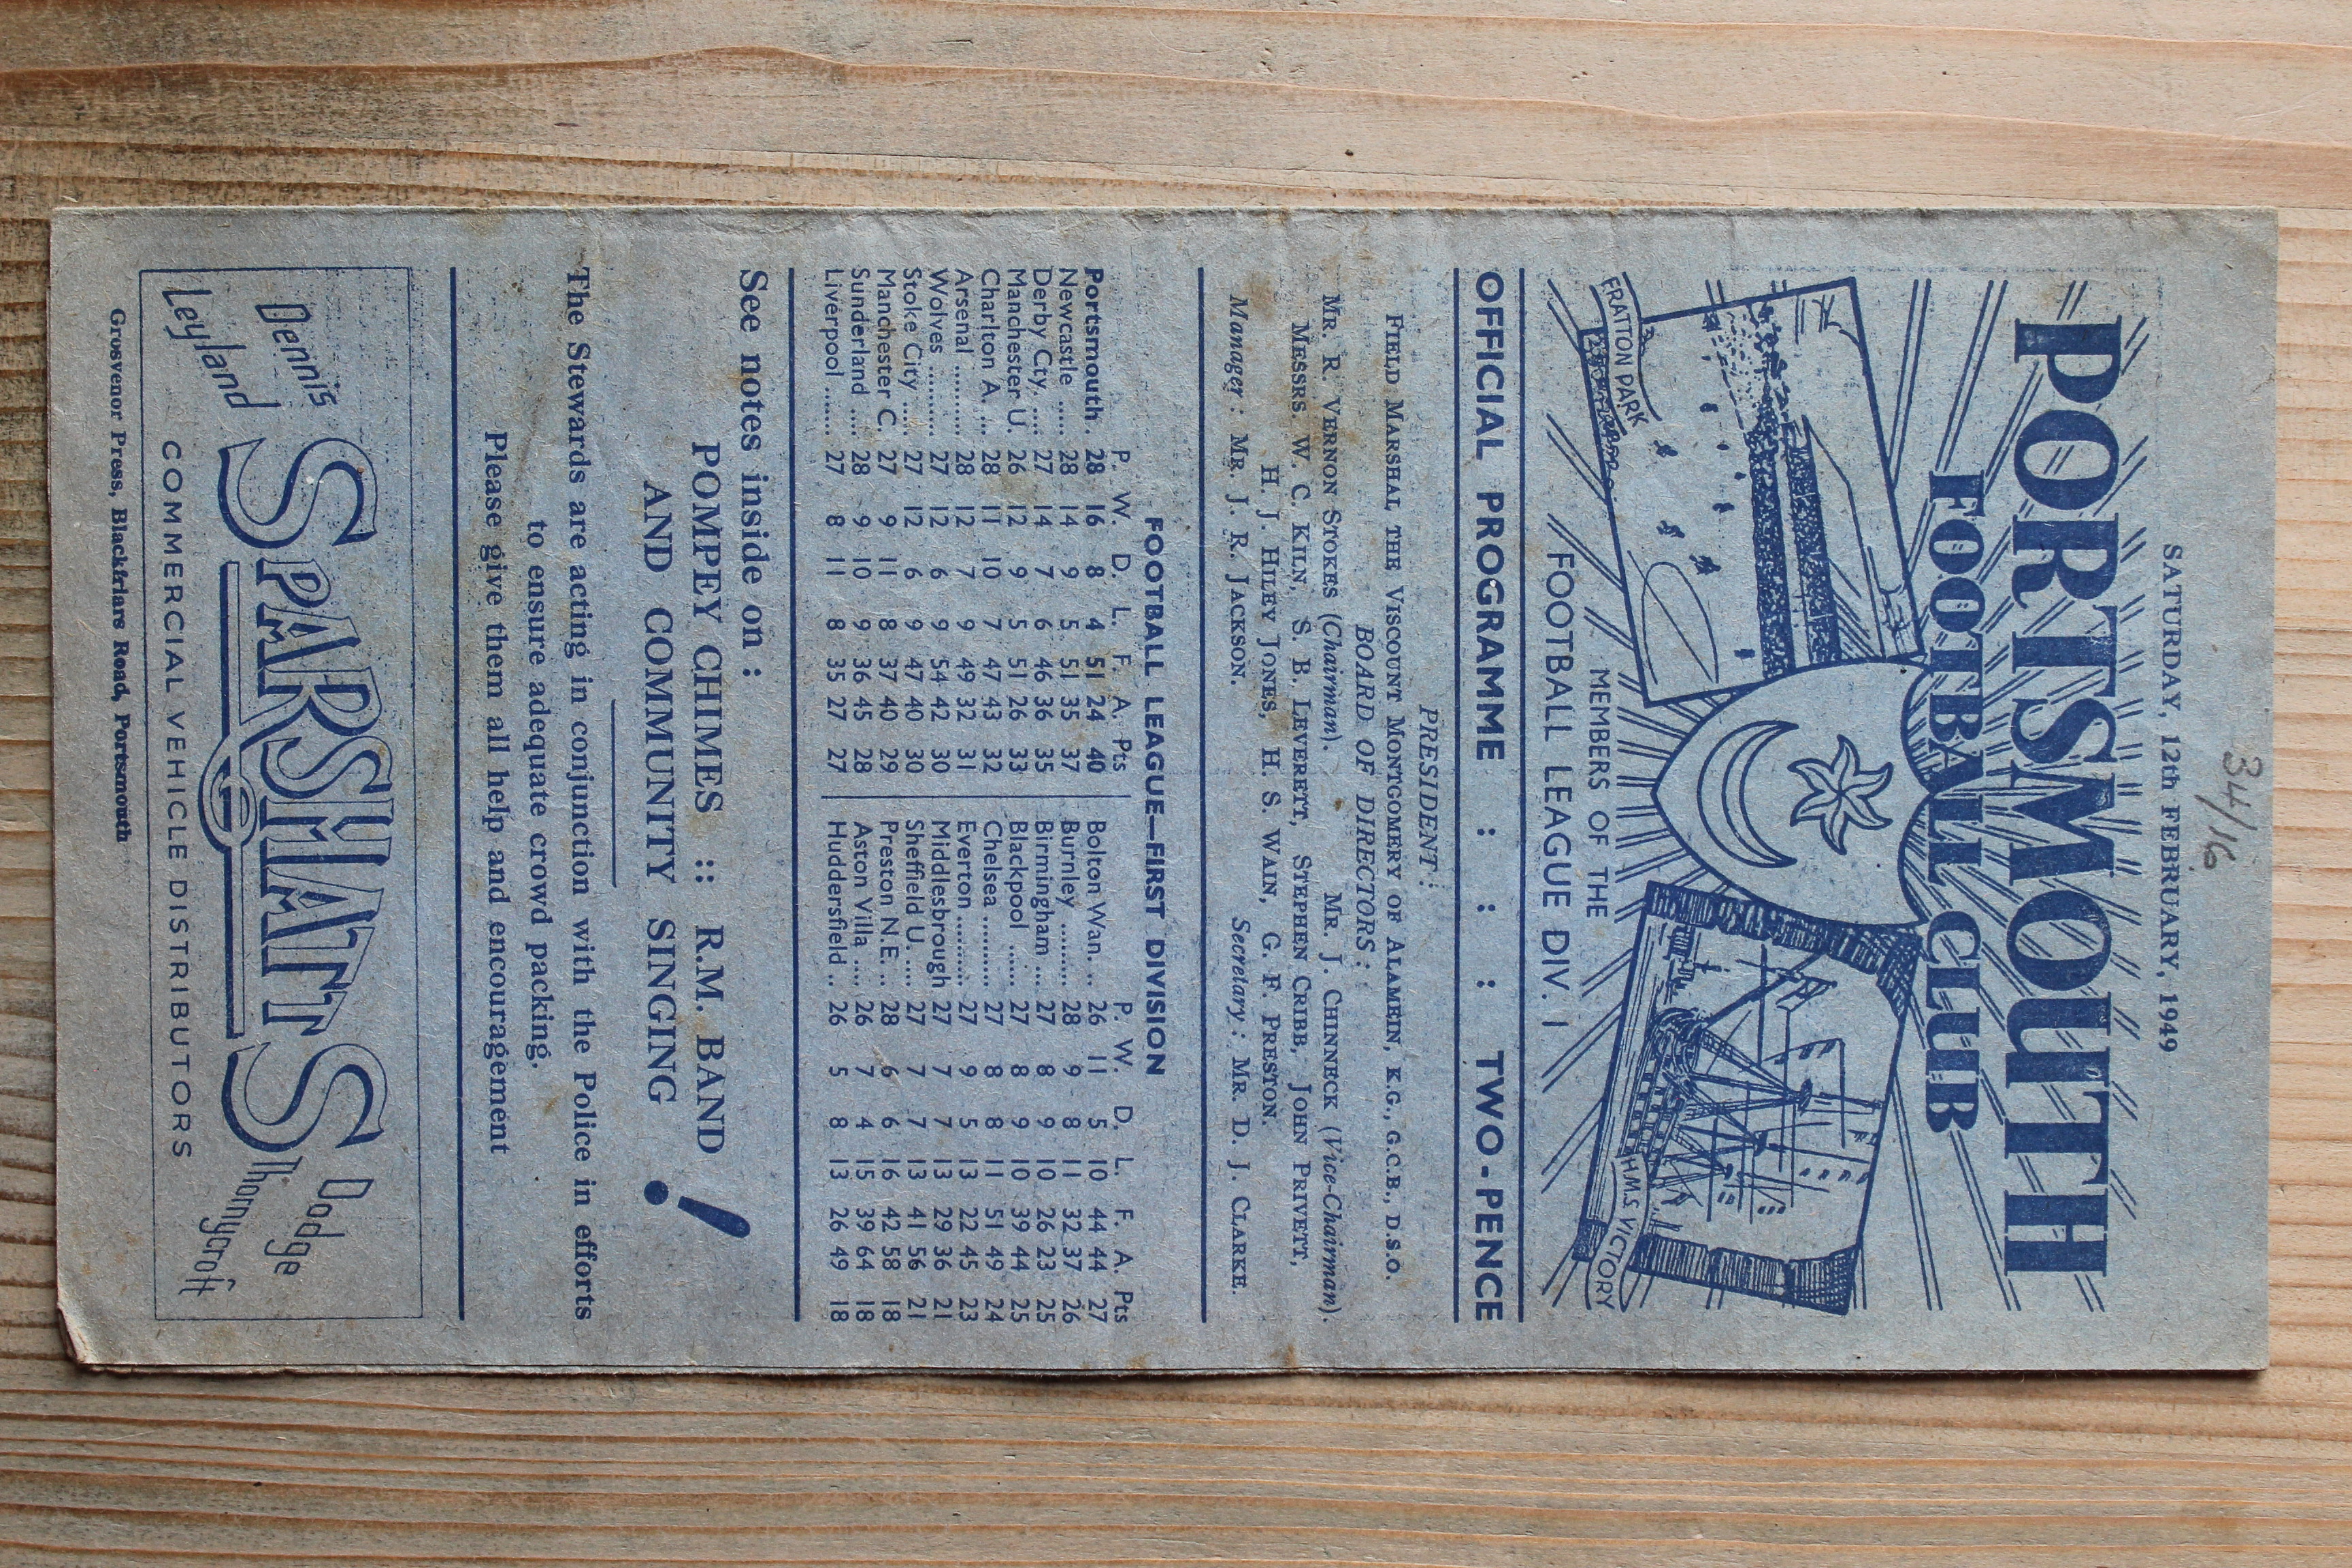 34/16
SATURDAY, 12th FEBRUARY, 1949
PORTSMOUTH
FOOTBALL CLUB
FRATTON PARK
H.M.S. VICTORY
MEMBERS OF THE
FOOTBALL LEAGUE DIV. 1
OFFICIAL PROGRAMME : : : TWO-PENCE
PRESIDENT:
FIELD MARSHAL THE VISCOUNT MONTGOMERY OF ALAMEIN, K.G., G.C.B., D.S.O.
BOARD OF DIRECTORS:
MR. R. VERNON STOKES (Chairman). MR. J. CHINNECK (Vice-Chairman).
MESSRS. W. C. KILN, S. B. LEVERETT, STEPHEN CRIBB, JOHN PRIVETT,
H. J. HILEY JONES, H. S. WAIN, G. F. PRESTON.
Manager: MR. J. R. JACKSON. Secretary: MR. D. J. CLARKE.
FOOTBALL LEAGUE—FIRST DIVISION
P. W. D. L. F. A. Pts
Portsmouth . 28 16 8 4 51 24 40
Newcastle ...... 28 14 9 5 51 35 37
Derby Cty. ..... 27 14 7 6 46 36 35
Manchester U. 26 12 9 5 51 26 33
Charlton A. ... 28 11 10 7 47 43 32
Arsenal ........... 28 12 7 9 49 32 31
Wolves ........... 27 12 6 9 54 42 30
Stoke City ...... 27 12 6 9 47 40 30
Manchester C. 27 9 11 8 37 40 29
Sunderland .... 28 9 10 9 36 45 28
Liverpool ....... 27 8 11 8 35 27 27
P. W. D. L. F. A. Pts
Bolton Wan. .. 26 11 5 10 44 44 27
Burnley .......... 28 9 8 11 32 37 26
Birmingham ... 27 8 9 10 26 23 25
Blackpool ....... 27 8 9 10 39 44 25
Chelsea .......... 27 8 8 11 51 49 24
Everton .......... 27 9 5 13 22 45 23
Middlesbrough 27 7 7 13 29 36 21
Sheffield U. .... 27 7 7 13 41 56 21
Preston N.E. .. 28 6 6 16 42 58 18
Aston Villa .... 26 7 4 15 39 64 18
Huddersfield .. 26 5 8 13 26 49 18
See notes inside on :
POMPEY CHIMES :: R.M. BAND
AND COMMUNITY SINGING !
The Stewards are acting in conjunction with the Police in efforts
to ensure adequate crowd packing.
Please give them all help and encouragement
Dennis
Leyland
SPARSHATTS
Dodge
Thornycroft
COMMERCIAL VEHICLE DISTRIBUTORS
Grosvenor Press, Blackfriars Road, Portsmouth